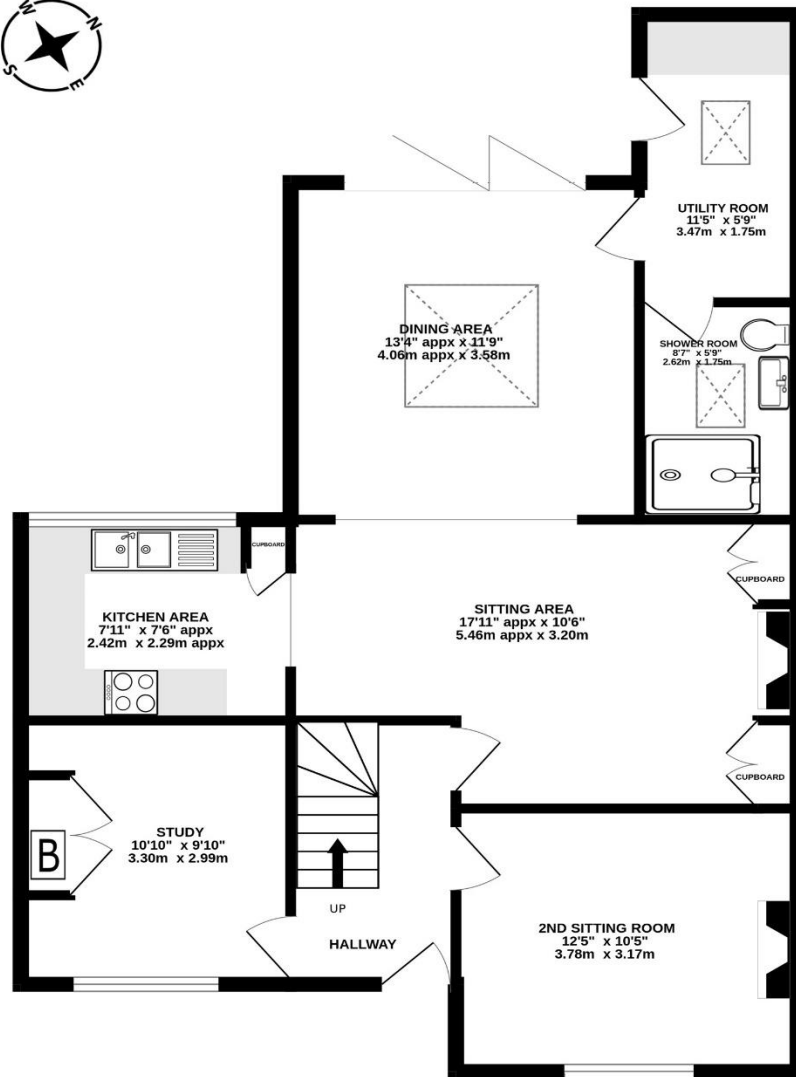 W
N
S
E
UTILITY ROOM
11'5" x 5'9"
3.47m x 1.75m
DINING AREA
13'4" appx x 11'9"
4.06m appx x 3.58m
SHOWER ROOM
8'7" x 5'9"
2.62m x 1.75m
CUPBOARD
CUPBOARD
KITCHEN AREA
7'11" x 7'6" appx
2.42m x 2.29m appx
SITTING AREA
17'11" appx x 10'6"
5.46m appx x 3.20m
CUPBOARD
STUDY
10'10" x 9'10"
3.30m x 2.99m
B
UP
HALLWAY
2ND SITTING ROOM
12'5" x 10'5"
3.78m x 3.17m